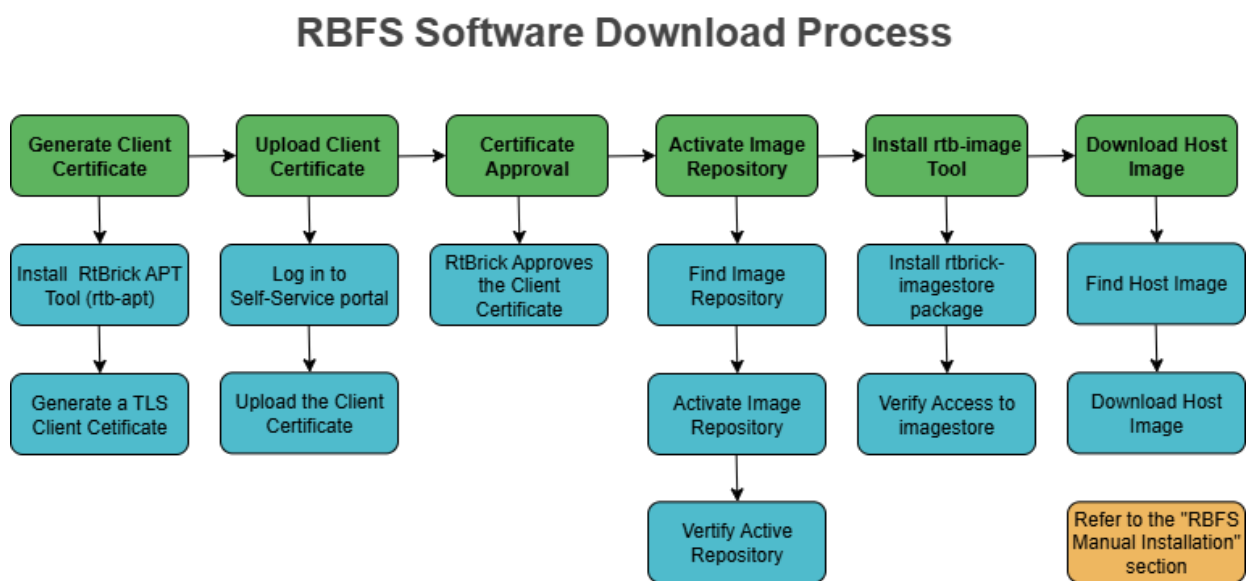 RBFS Software Download Process
Generate Client
Certificate
Upload Client
Certificate
Certificate
Approval
Activate Image
Repository
Install rtb-image
Tool
Download Host
Image
Install RtBrick APT
Tool (rtb-apt)
Log in to
Self-Service portal
RtBrick Approves
the Client
Certificate
Find Image
Repository
Install rtbrick-
imagestore
package
Find Host Image
Generate a TLS
Client Cetificate
Upload the Client
Certificate
Activate Image
Repository
Verify Access to
imagestore
Download Host
Image
Vertify Active
Repository
Refer to the "RBFS
Manual Installation"
section